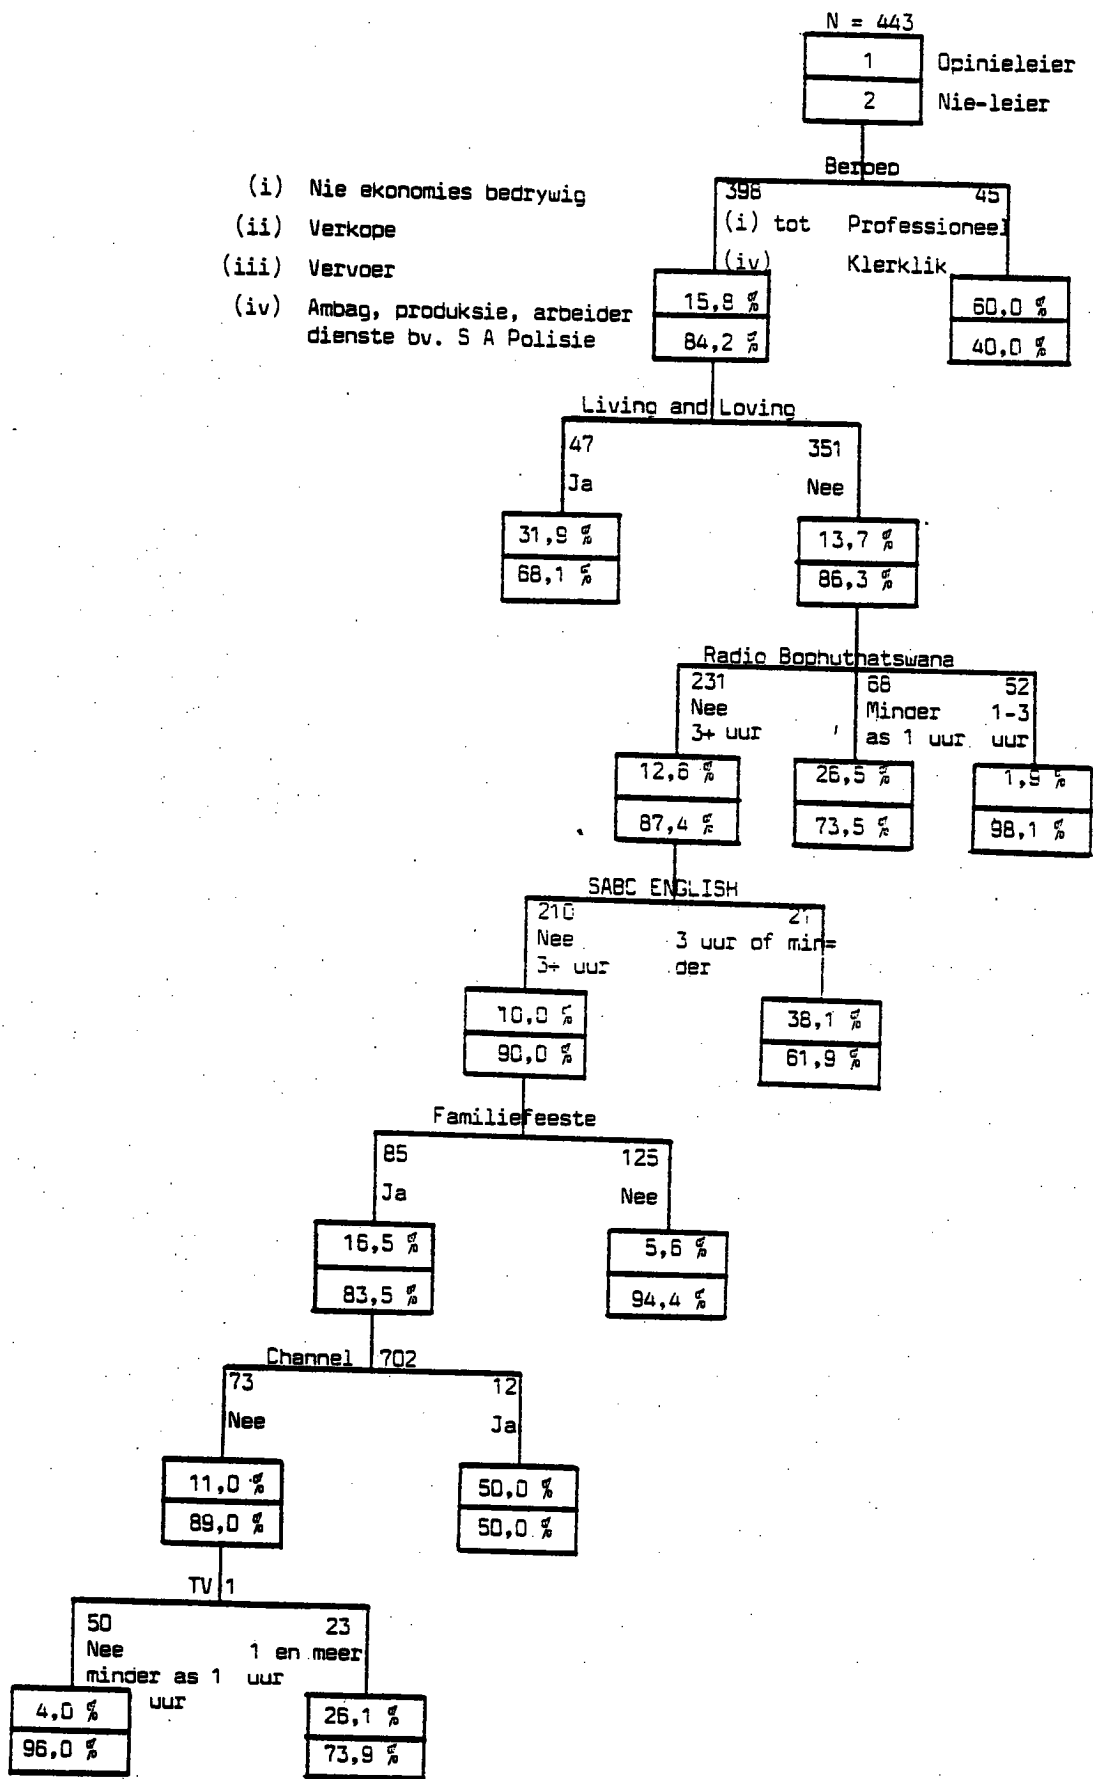 N = 443
1 Opinieleier
2 Nie-leier
Beroep
(i) Nie ekonomies bedrywig
(ii) Verkope
(iii) Vervoer
(iv) Ambag, produksie, arbeider
dienste bv. S A Polisie
398 45
(i) tot Professioneel
(iv) Klerklik
15,8 % 60,0 %
84,2 % 40,0 %
Living and Loving
47 351
Ja Nee
31,9 % 13,7 %
68,1 % 86,3 %
Radio Bophuthatswana
231 68 52
Nee Minder 1-3
3+ uur as 1 uur uur
12,6 % 26,5 % 1,9 %
87,4 % 73,5 % 98,1 %
SABC ENGLISH
210 21
Nee 3 uur of min=
3+ uur der
10,0 % 38,1 %
90,0 % 61,9 %
Familiefeeste
85 125
Ja Nee
16,5 % 5,6 %
83,5 % 94,4 %
Channel 702
73 12
Nee Ja
11,0 % 50,0 %
89,0 % 50,0 %
TV 1
50 23
Nee 1 en meer
minder as 1 uur
uur
4,0 % 26,1 %
96,0 % 73,9 %